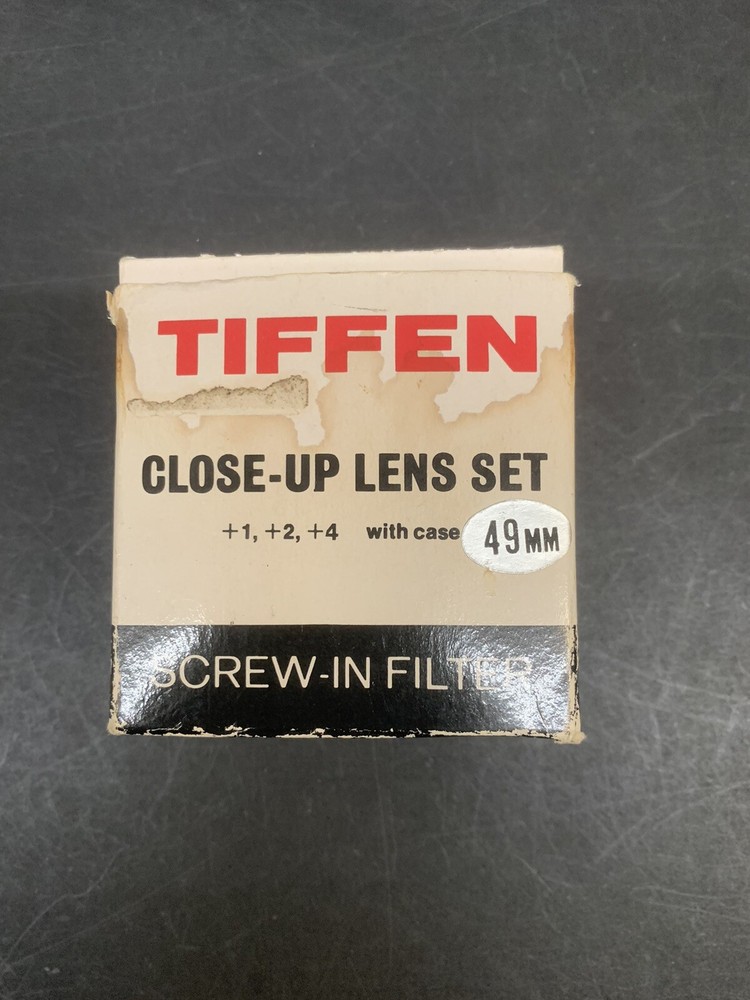 TIFFEN
CLOSE-UP LENS SET
+1, +2, +4 with case 49MM
SCREW-IN FILTER